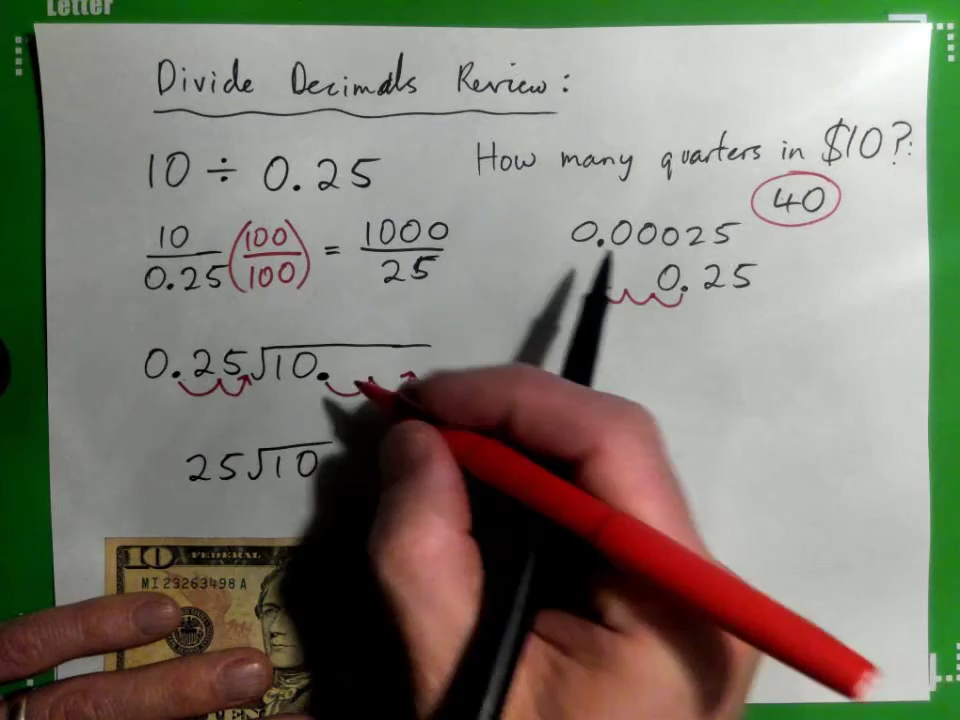 Letter
Divide Decimals Review:
10 ÷ 0.25
How many quarters in $10?:
40
10/0.25 (100/100) = 1000/25
0.00025
0.25
0.25√10.
25√10
10 FEDERAL
MI 23263498 A